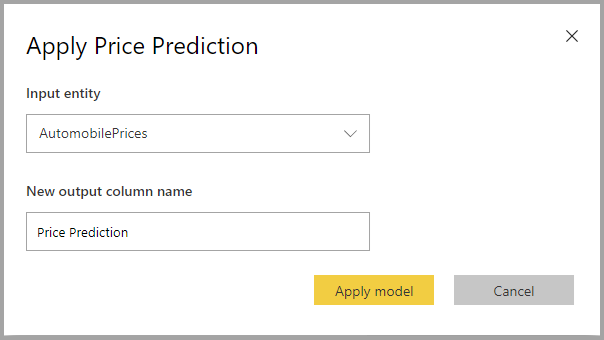 Apply Price Prediction
Input entity
AutomobilePrices
New output column name
Price Prediction
Apply model
Cancel